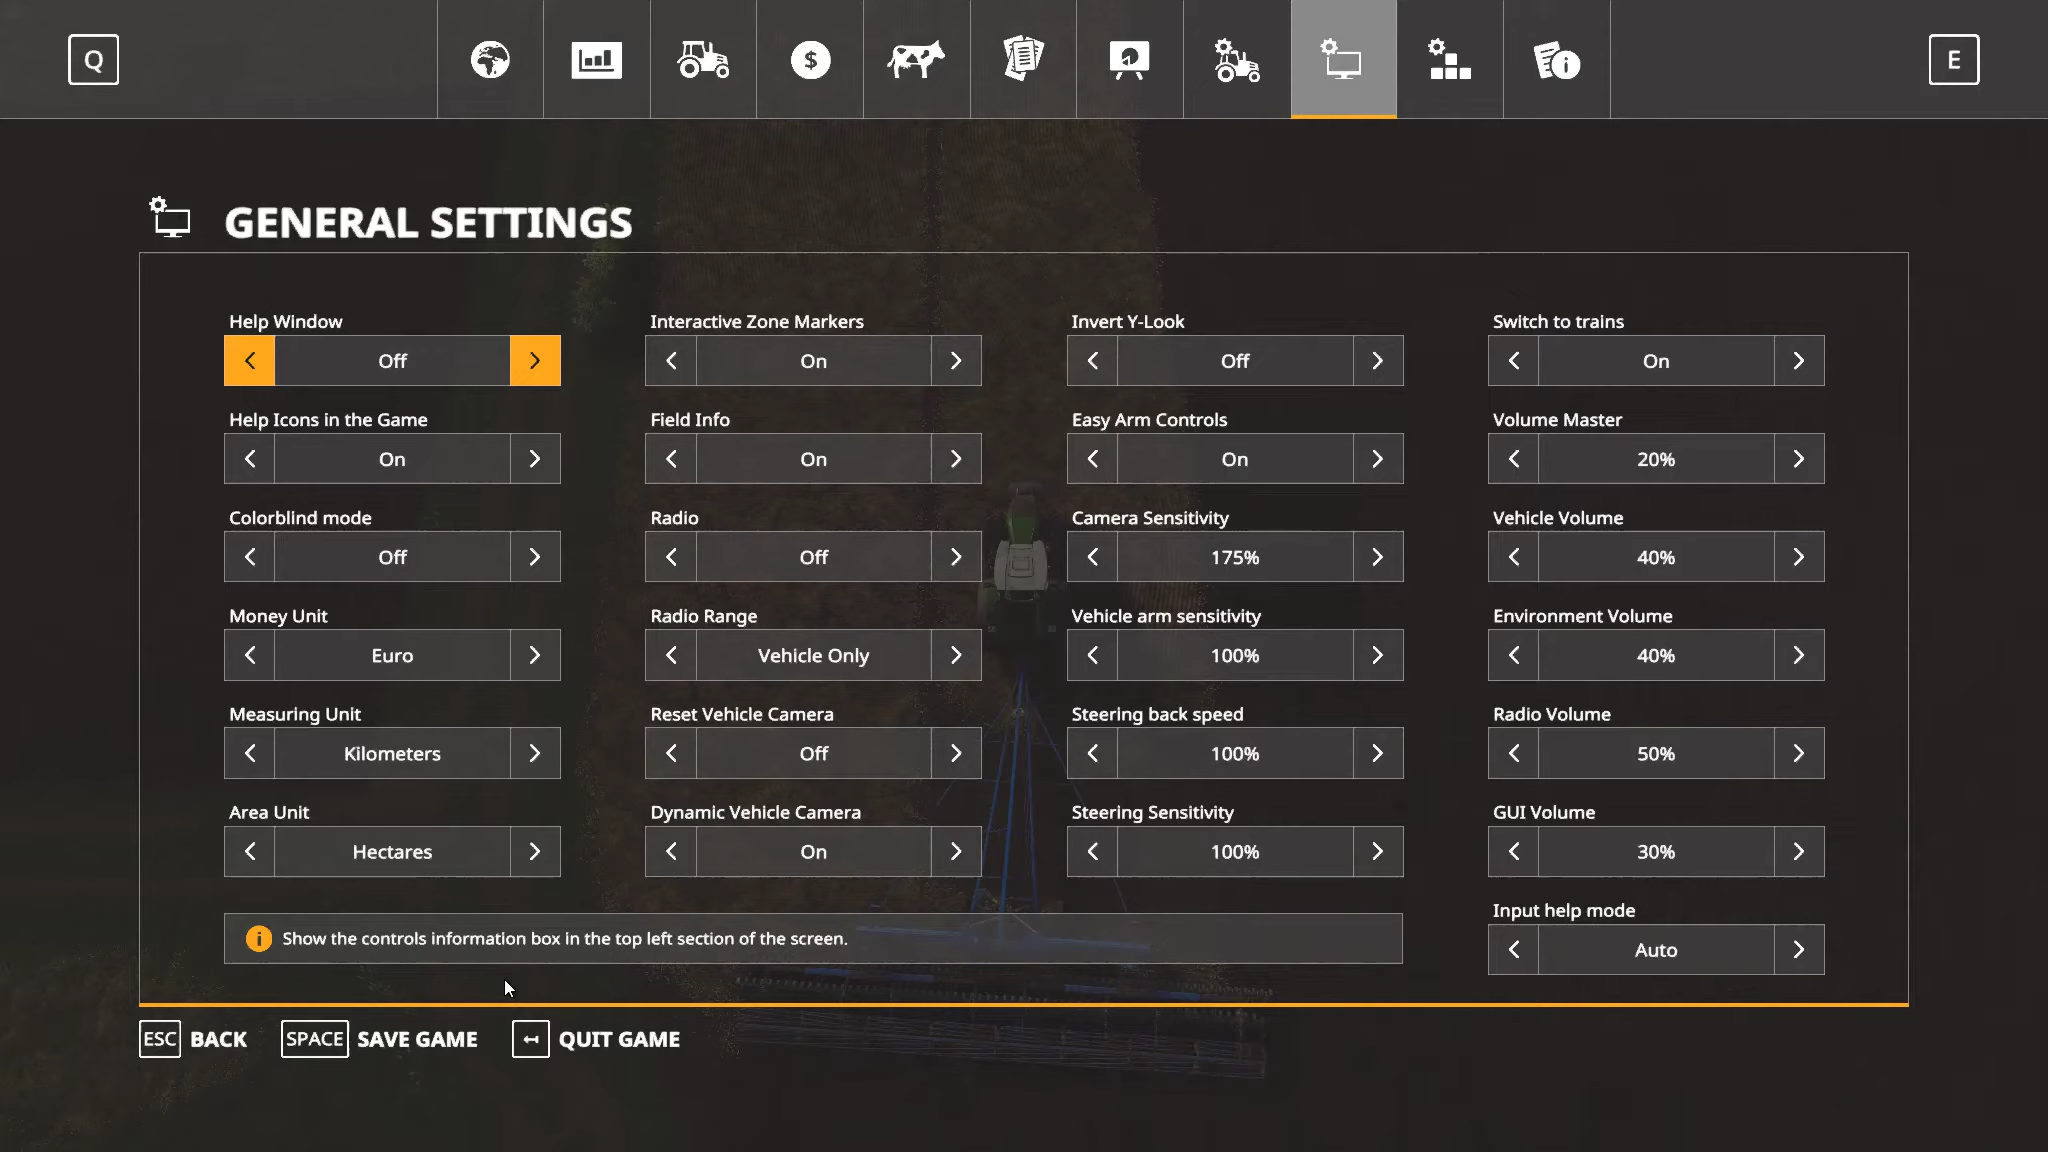 Q
$
E
GENERAL SETTINGS
Help Window
Off
Help Icons in the Game
On
Colorblind mode
Off
Money Unit
Euro
Measuring Unit
Kilometers
Area Unit
Hectares
Interactive Zone Markers
On
Field Info
On
Radio
Off
Radio Range
Vehicle Only
Reset Vehicle Camera
Off
Dynamic Vehicle Camera
On
Invert Y-Look
Off
Easy Arm Controls
On
Camera Sensitivity
175%
Vehicle arm sensitivity
100%
Steering back speed
100%
Steering Sensitivity
100%
Switch to trains
On
Volume Master
20%
Vehicle Volume
40%
Environment Volume
40%
Radio Volume
50%
GUI Volume
30%
Input help mode
Auto
Show the controls information box in the top left section of the screen.
ESC BACK SPACE SAVE GAME QUIT GAME